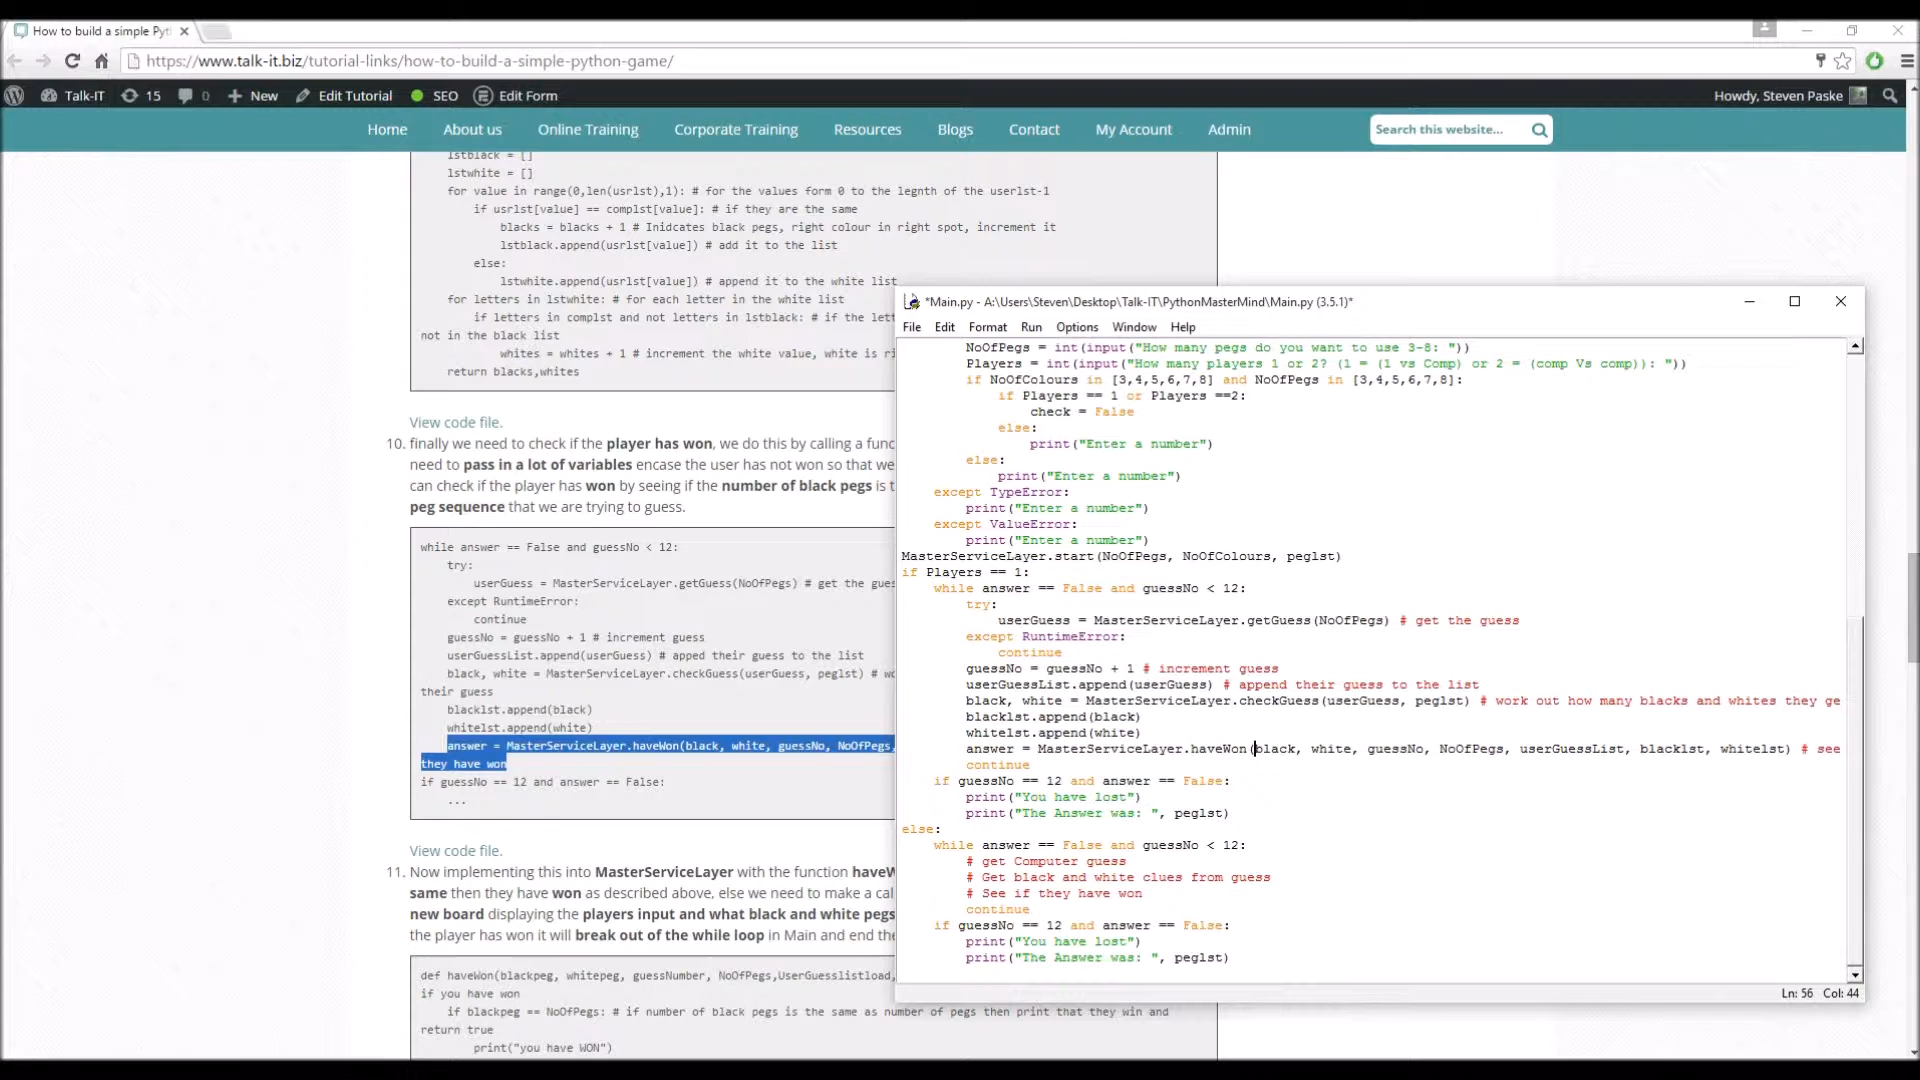 How to build a simple Pyt
https://www.talk-it.biz/tutorial-links/how-to-build-a-simple-python-game/
Talk-IT 15 0 New Edit Tutorial SEO Edit Form Howdy, Steven Paske
Home About us Online Training Corporate Training Resources Blogs Contact My Account Admin Search this website...
lstblack = []
lstwhite = []
for value in range(0,len(usrlst),1): # for the values form 0 to the legnth of the userlst-1
if usrlst[value] == complst[value]: # if they are the same
blacks = blacks + 1 # Inidcates black pegs, right colour in right spot, increment it
lstblack.append(usrlst[value]) # add it to the list
else:
lstwhite.append(usrlst[value]) # append it to the white list
for letters in lstwhite: # for each letter in the white list
if letters in complst and not letters in lstblack: # if the lett
not in the black list
whites = whites + 1 # increment the white value, white is ri
return blacks,whites
View code file.
10. finally we need to check if the player has won, we do this by calling a func
need to pass in a lot of variables encase the user has not won so that we
can check if the player has won by seeing if the number of black pegs is t
peg sequence that we are trying to guess.
while answer == False and guessNo < 12:
try:
userGuess = MasterServiceLayer.getGuess(NoOfPegs) # get the gues
except RuntimeError:
continue
guessNo = guessNo + 1 # increment guess
userGuessList.append(userGuess) # apped their guess to the list
black, white = MasterServiceLayer.checkGuess(userGuess, peglst) # wo
their guess
blacklst.append(black)
whitelst.append(white)
answer = MasterServiceLayer.haveWon(black, white, guessNo, NoOfPegs,
they have won
if guessNo == 12 and answer == False:
...
View code file.
11. Now implementing this into MasterServiceLayer with the function haveW
same then they have won as described above, else we need to make a cal
new board displaying the players input and what black and white pegs
the player has won it will break out of the while loop in Main and end the
def haveWon(blackpeg, whitepeg, guessNumber, NoOfPegs,UserGuesslistload,
if you have won
if blackpeg == NoOfPegs: # if number of black pegs is the same as number of pegs then print that they win and
return true
print("you have WON")
*Main.py - A:\Users\Steven\Desktop\Talk-IT\PythonMasterMind\Main.py (3.5.1)*
File Edit Format Run Options Window Help
NoOfPegs = int(input("How many pegs do you want to use 3-8: "))
Players = int(input("How many players 1 or 2? (1 = (1 vs Comp) or 2 = (comp Vs comp)): "))
if NoOfColours in [3,4,5,6,7,8] and NoOfPegs in [3,4,5,6,7,8]:
if Players == 1 or Players ==2:
check = False
else:
print("Enter a number")
else:
print("Enter a number")
except TypeError:
print("Enter a number")
except ValueError:
print("Enter a number")
MasterServiceLayer.start(NoOfPegs, NoOfColours, peglst)
if Players == 1:
while answer == False and guessNo < 12:
try:
userGuess = MasterServiceLayer.getGuess(NoOfPegs) # get the guess
except RuntimeError:
continue
guessNo = guessNo + 1 # increment guess
userGuessList.append(userGuess) # append their guess to the list
black, white = MasterServiceLayer.checkGuess(userGuess, peglst) # work out how many blacks and whites they ge
blacklst.append(black)
whitelst.append(white)
answer = MasterServiceLayer.haveWon(black, white, guessNo, NoOfPegs, userGuessList, blacklst, whitelst) # see
continue
if guessNo == 12 and answer == False:
print("You have lost")
print("The Answer was: ", peglst)
else:
while answer == False and guessNo < 12:
# get Computer guess
# Get black and white clues from guess
# See if they have won
continue
if guessNo == 12 and answer == False:
print("You have lost")
print("The Answer was: ", peglst)
Ln: 56 Col: 44